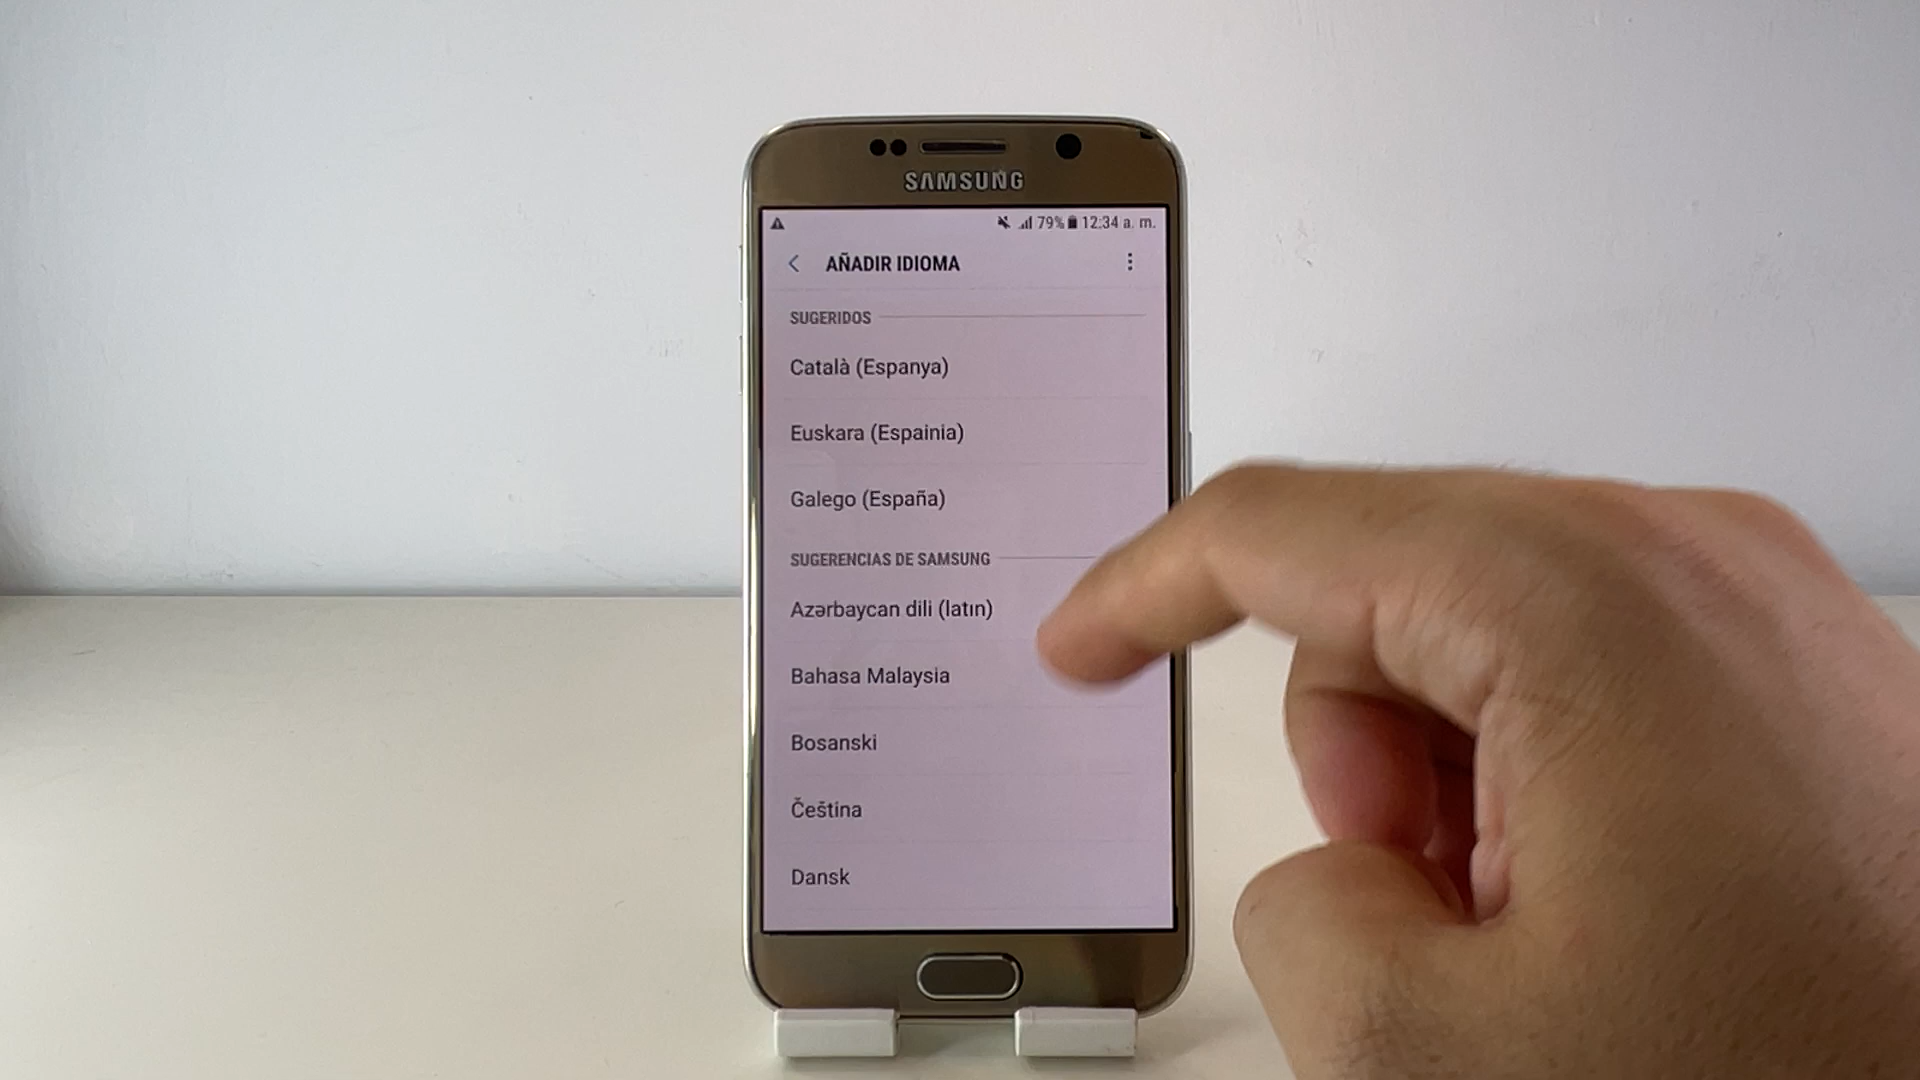 SAMSUNG
79% 12:34 a. m.
AÑADIR IDIOMA
SUGERIDOS
Català (Espanya)
Euskara (Espainia)
Galego (España)
SUGERENCIAS DE SAMSUNG
Azərbaycan dili (latın)
Bahasa Malaysia
Bosanski
Čeština
Dansk